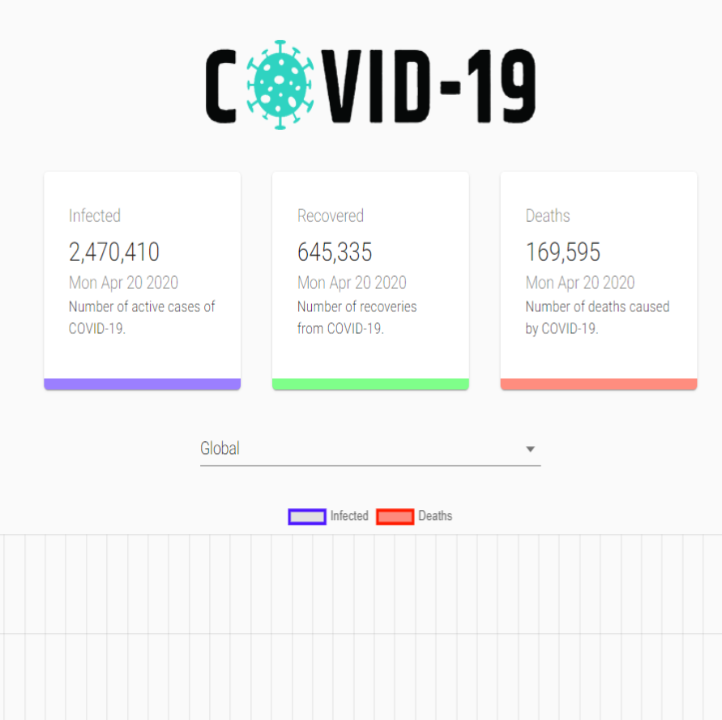 COVID-19
Infected
2,470,410
Mon Apr 20 2020
Number of active cases of
COVID-19.
Recovered
645,335
Mon Apr 20 2020
Number of recoveries
from COVID-19.
Deaths
169,595
Mon Apr 20 2020
Number of deaths caused
by COVID-19.
Global
Infected Deaths